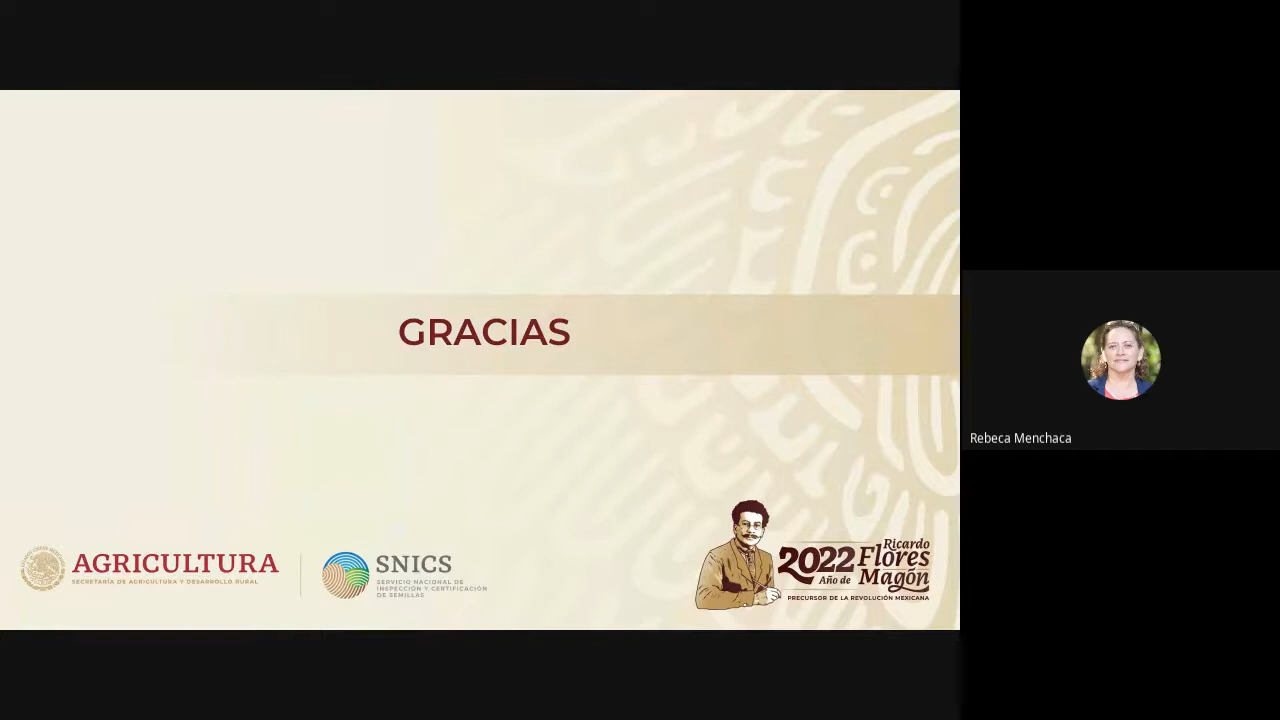 GRACIAS
Rebeca Menchaca
AGRICULTURA
SECRETARÍA DE AGRICULTURA Y DESARROLLO RURAL
SNICS
SERVICIO NACIONAL DE
INSPECCIÓN Y CERTIFICACIÓN
DE SEMILLAS
2022
Año de
Ricardo
Flores
Magón
PRECURSOR DE LA REVOLUCIÓN MEXICANA